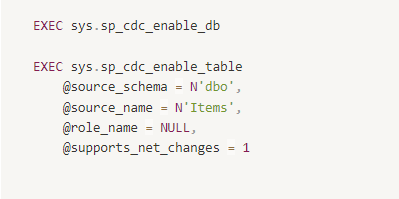 EXEC sys.sp_cdc_enable_db
EXEC sys.sp_cdc_enable_table
@source_schema = N'dbo',
@source_name = N'Items',
@role_name = NULL,
@supports_net_changes = 1